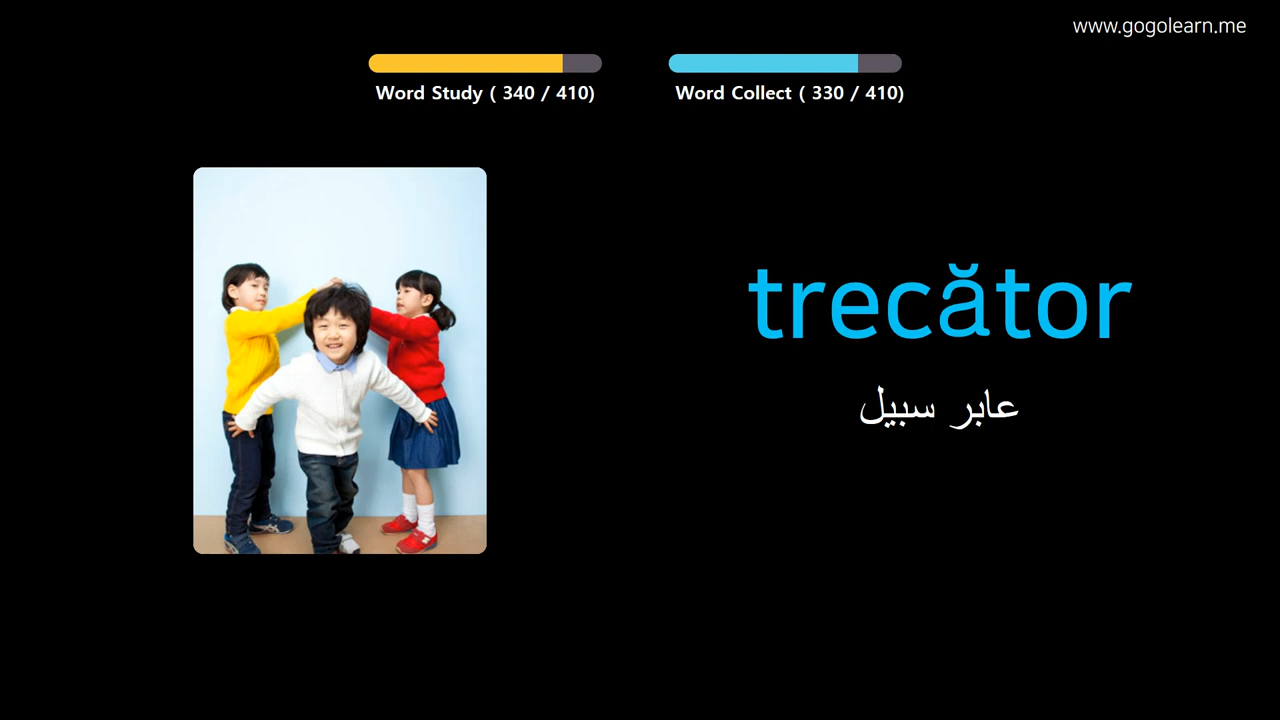 www.gogolearn.me
Word Study ( 340 / 410)
Word Collect ( 330 / 410)
trecător
عابر سبيل